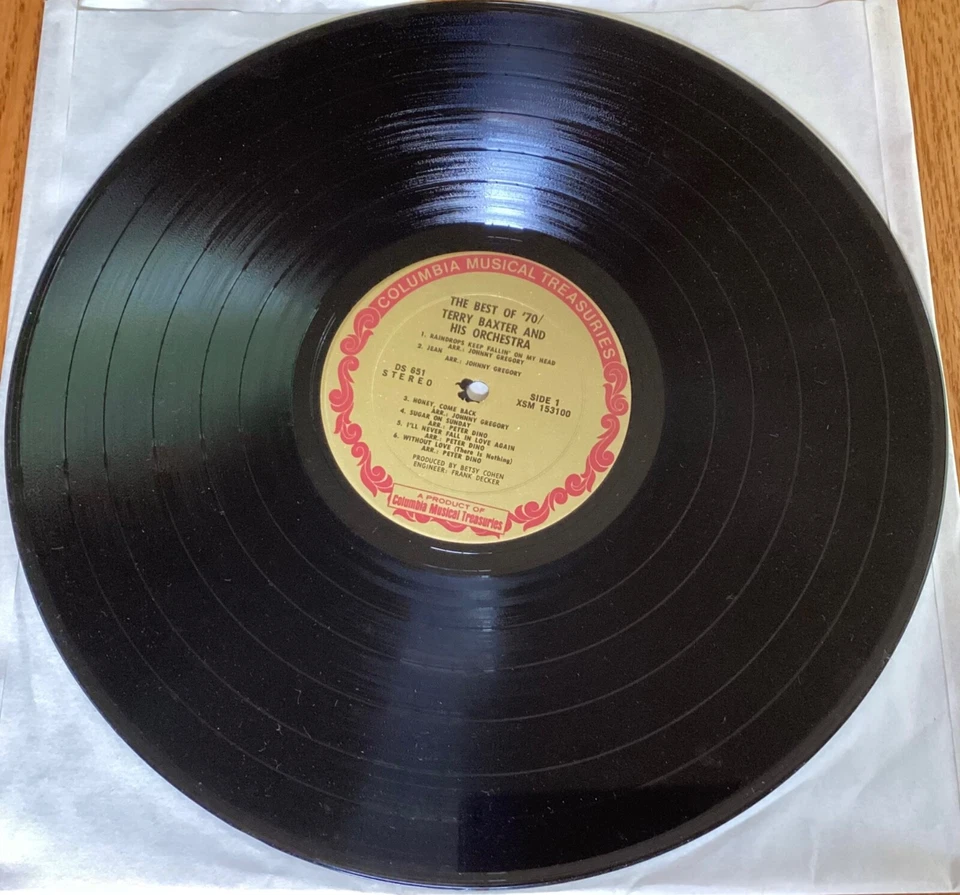 COLUMBIA MUSICAL TREASURIES
THE BEST OF '70/
TERRY BAXTER AND
HIS ORCHESTRA
1. RAINDROPS KEEP FALLIN' ON MY HEAD
ARR.: JOHNNY GREGORY
2. JEAN
ARR.: JOHNNY GREGORY
DS 651
STEREO
SIDE 1
XSM 153100
3. HONEY, COME BACK
ARR.: JOHNNY GREGORY
4. SUGAR ON SUNDAY
ARR.: PETER DINO
5. I'LL NEVER FALL IN LOVE AGAIN
ARR.: PETER DINO
6. WITHOUT LOVE (There Is Nothing)
ARR.: PETER DINO
PRODUCED BY BETSY COHEN
ENGINEER: FRANK DECKER
A PRODUCT OF
Columbia Musical Treasuries